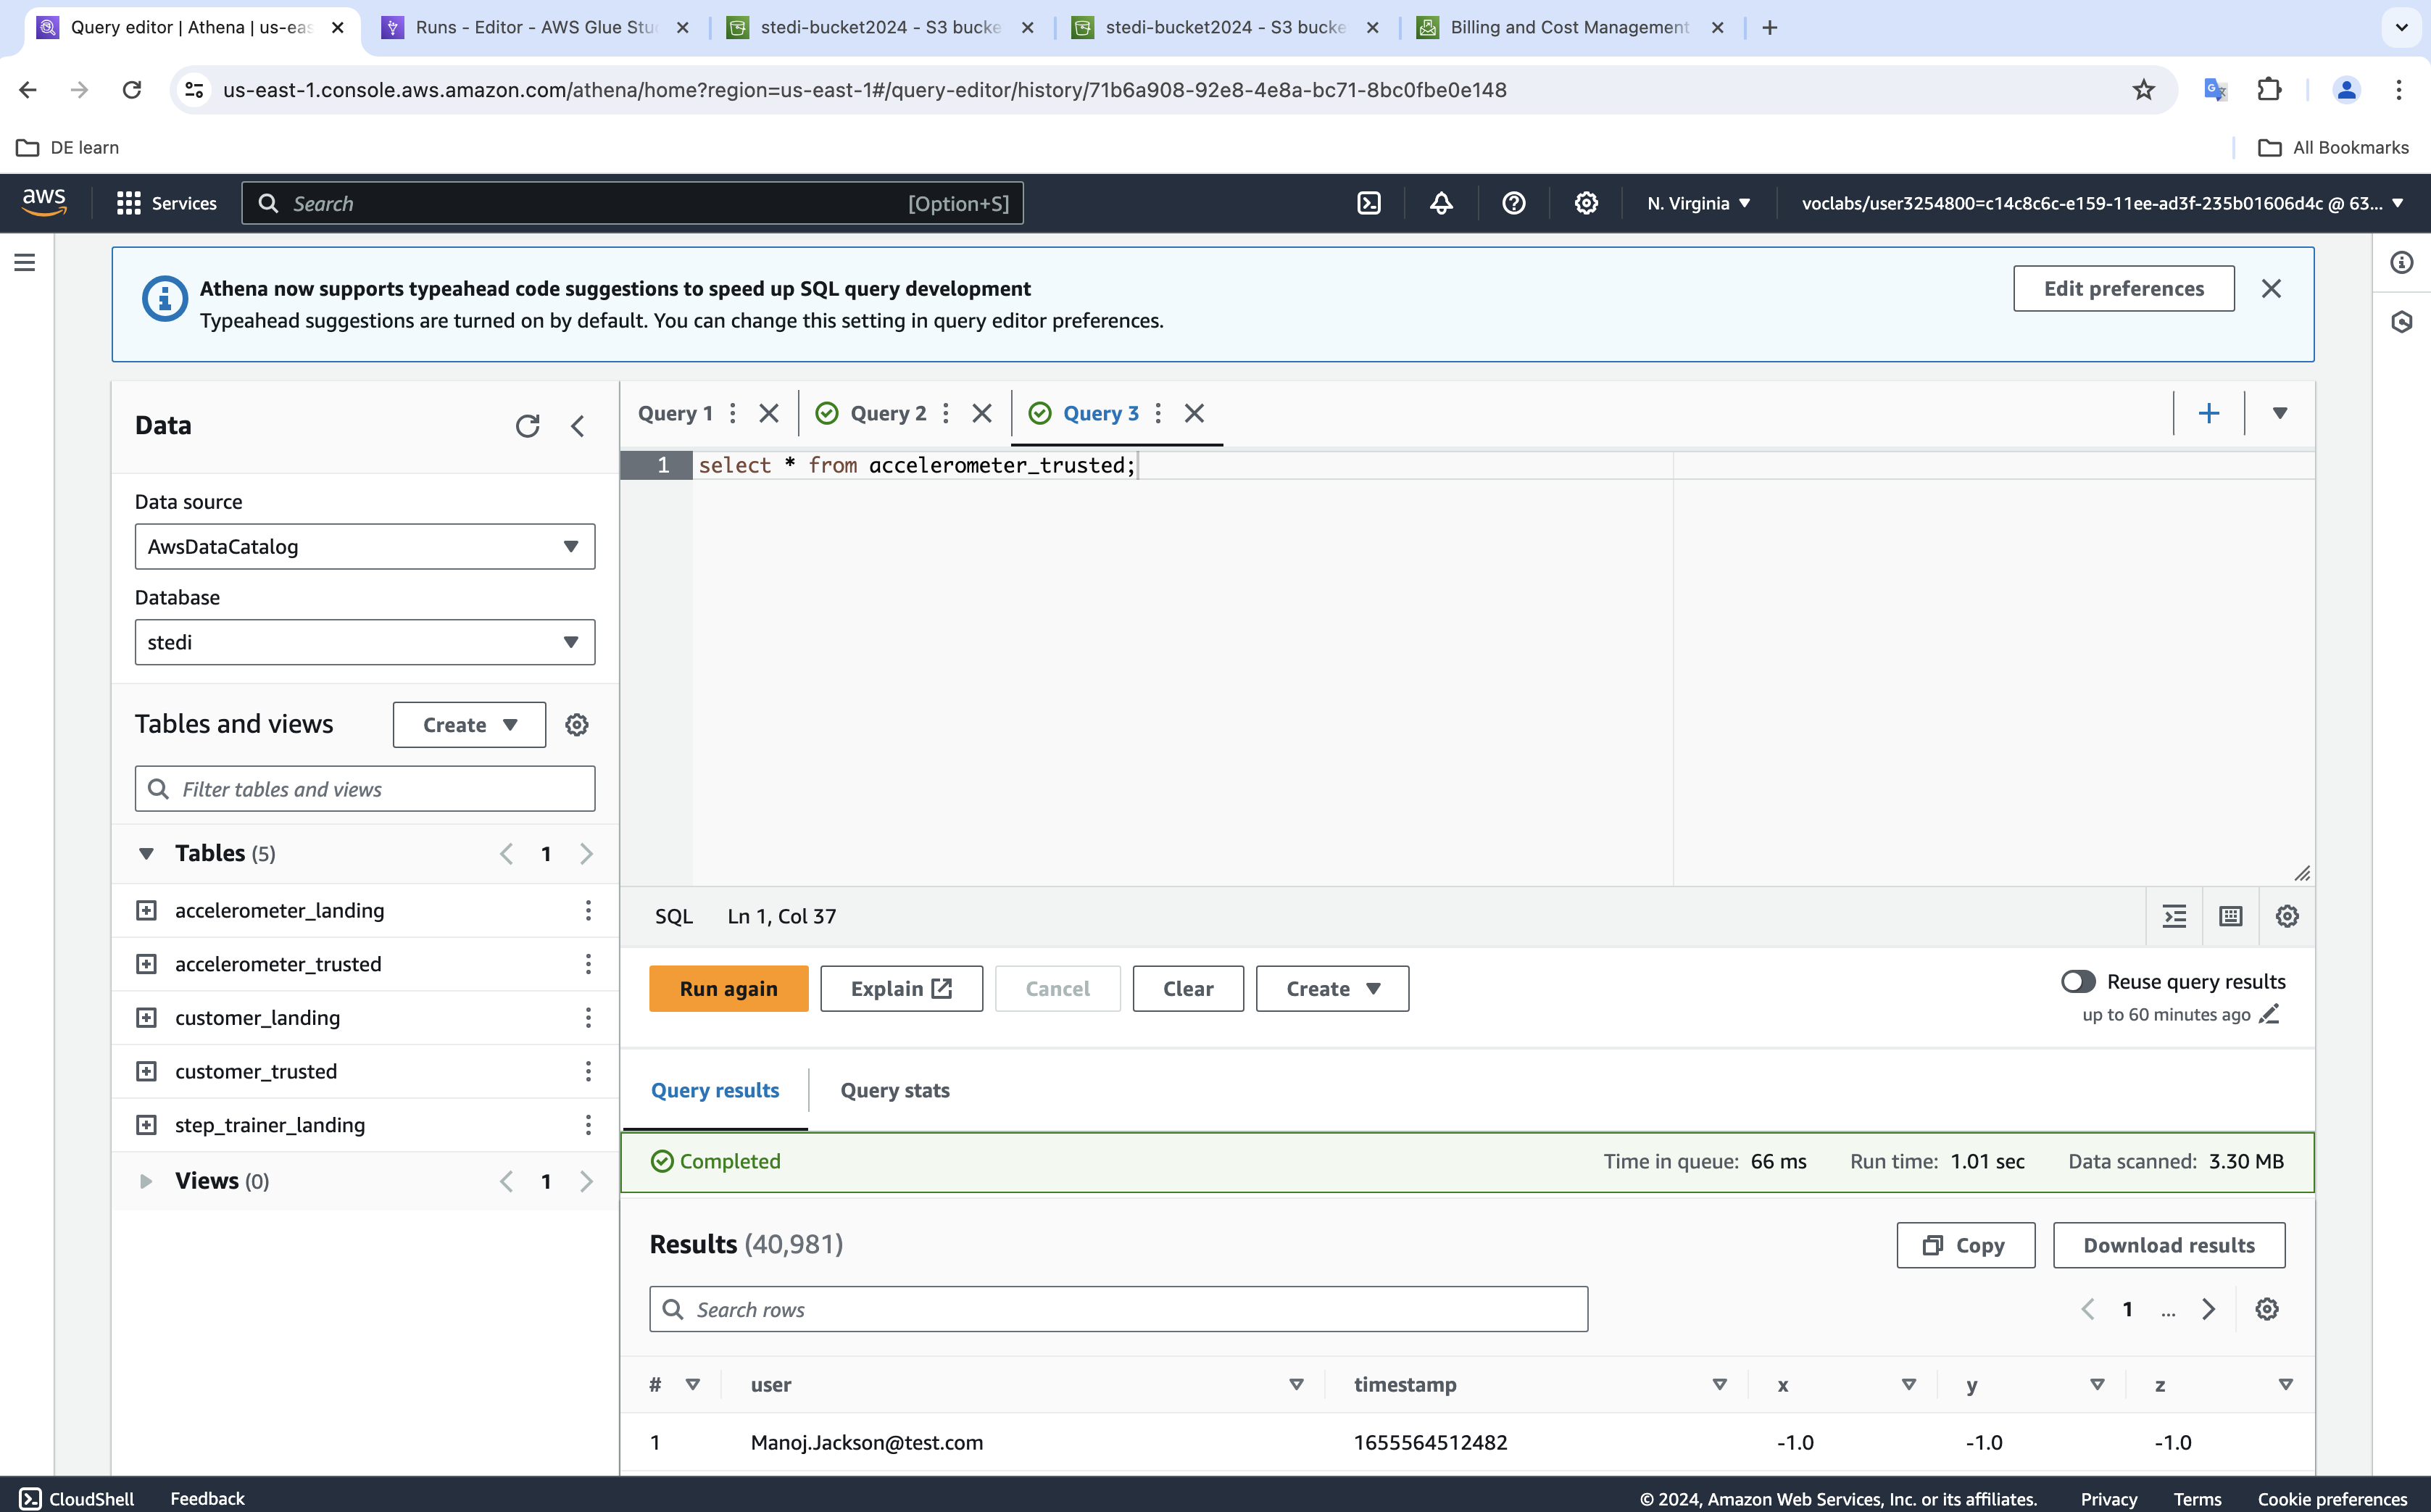 Query editor | Athena | us-eas
Runs - Editor - AWS Glue Stu
stedi-bucket2024 - S3 bucke
stedi-bucket2024 - S3 bucke
Billing and Cost Management
us-east-1.console.aws.amazon.com/athena/home?region=us-east-1#/query-editor/history/71b6a908-92e8-4e8a-bc71-8bc0fbe0e148
DE learn
All Bookmarks
aws
Services
Search
[Option+S]
N. Virginia
voclabs/user3254800=c14c8c6c-e159-11ee-ad3f-235b01606d4c @ 63...
Athena now supports typeahead code suggestions to speed up SQL query development
Typeahead suggestions are turned on by default. You can change this setting in query editor preferences.
Edit preferences
Data
Data source
AwsDataCatalog
Database
stedi
Tables and views
Create
Filter tables and views
Tables (5)
1
accelerometer_landing
accelerometer_trusted
customer_landing
customer_trusted
step_trainer_landing
Views (0)
1
Query 1
Query 2
Query 3
1 select * from accelerometer_trusted;
SQL Ln 1, Col 37
Run again
Explain
Cancel
Clear
Create
Reuse query results
up to 60 minutes ago
Query results
Query stats
Completed
Time in queue: 66 ms
Run time: 1.01 sec
Data scanned: 3.30 MB
Results (40,981)
Copy
Download results
Search rows
1 ...
# user timestamp x y z
1 Manoj.Jackson@test.com 1655564512482 -1.0 -1.0 -1.0
CloudShell
Feedback
© 2024, Amazon Web Services, Inc. or its affiliates.
Privacy
Terms
Cookie preferences